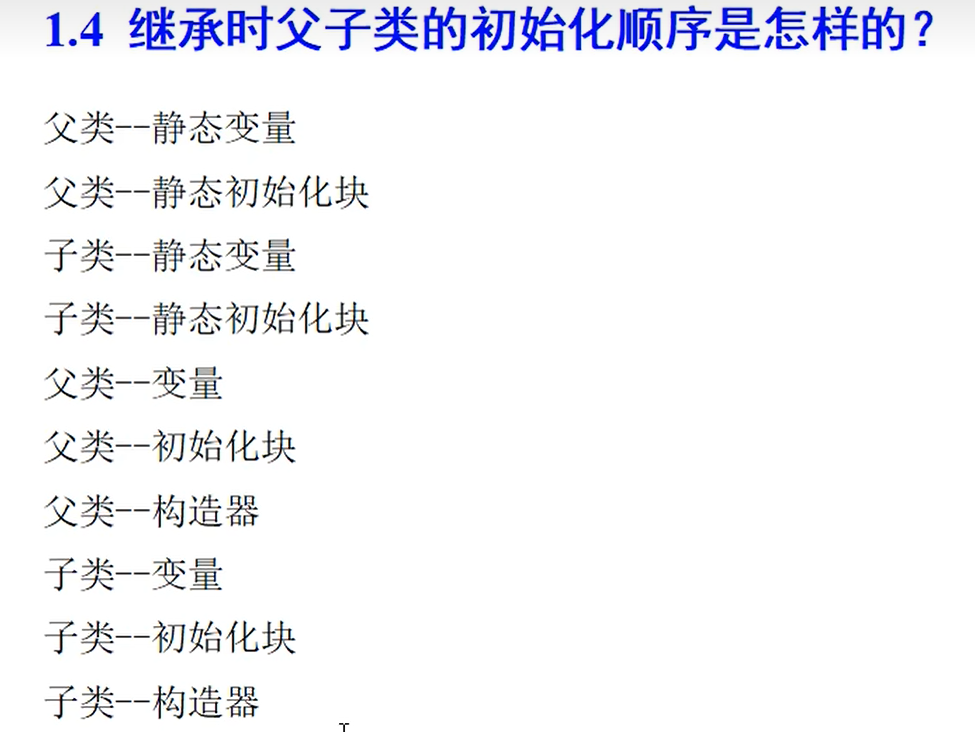 1.4 继承时父子类的初始化顺序是怎样的？
父类--静态变量
父类--静态初始化块
子类--静态变量
子类--静态初始化块
父类--变量
父类--初始化块
父类--构造器
子类--变量
子类--初始化块
子类--构造器